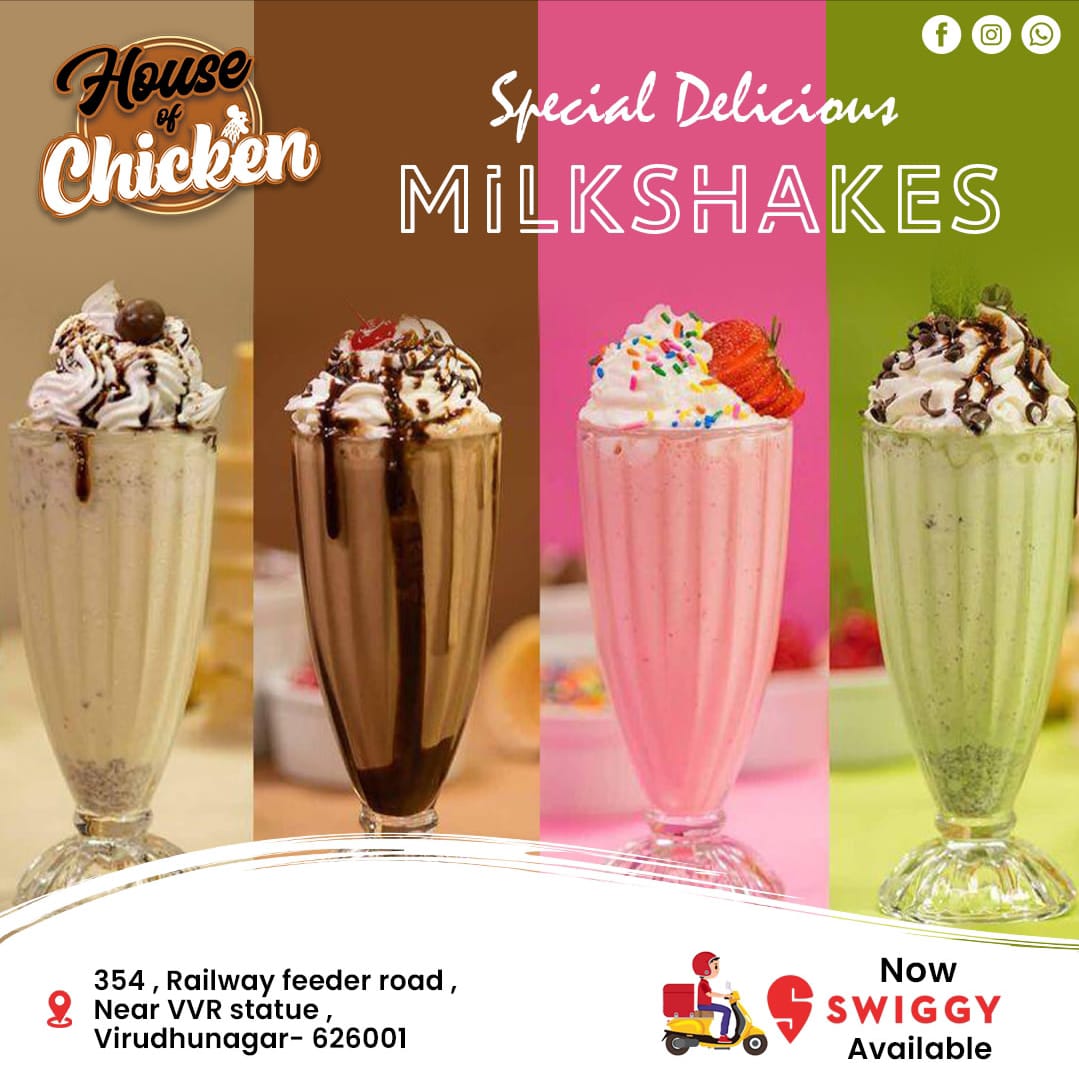 House
of
Chicken
Special Delicious
MiLKSHAKES
354 , Railway feeder road ,
Near VVR statue ,
Virudhunagar- 626001
Now
SWIGGY
Available